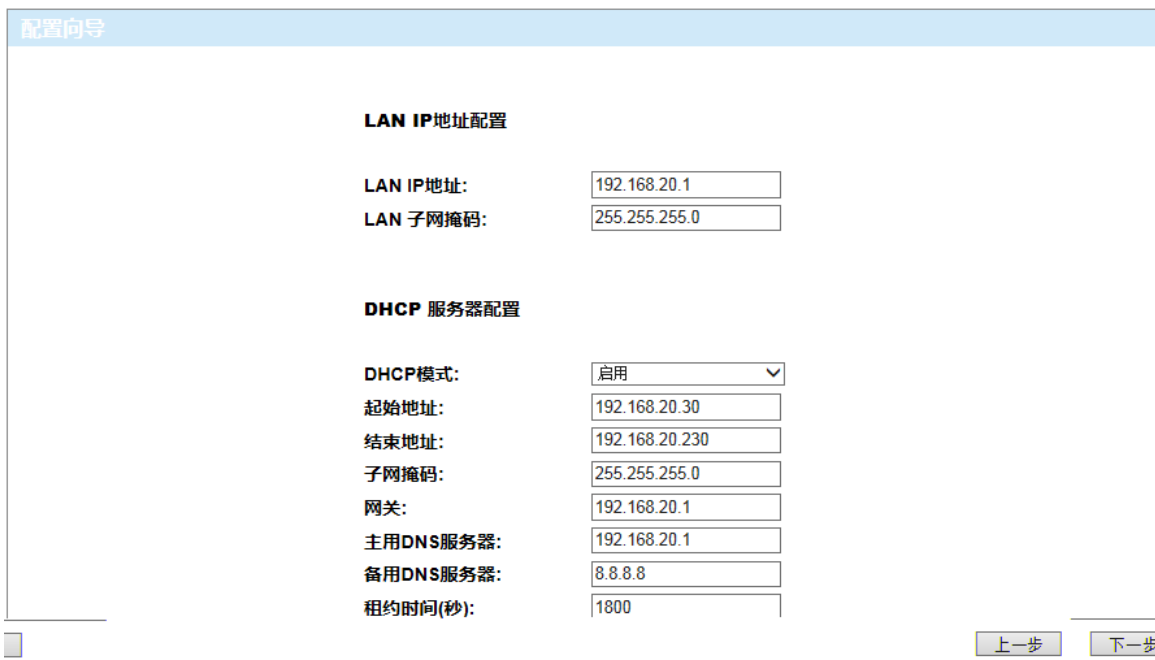 配置向导
LAN IP地址配置
LAN IP地址: 192.168.20.1
LAN 子网掩码: 255.255.255.0
DHCP 服务器配置
DHCP模式: 启用
起始地址: 192.168.20.30
结束地址: 192.168.20.230
子网掩码: 255.255.255.0
网关: 192.168.20.1
主用DNS服务器: 192.168.20.1
备用DNS服务器: 8.8.8.8
租约时间(秒): 1800
上一步 下一步